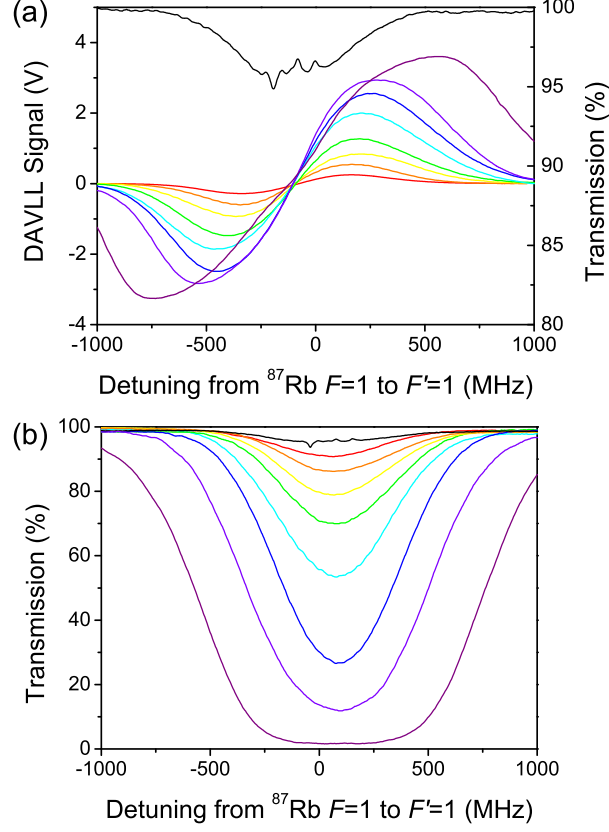 (a)
4
2
0
-2
-4
DAVLL Signal (V)
100
95
90
85
80
Transmission (%)
-1000 -500 0 500 1000
Detuning from ⁸⁷Rb F=1 to F'=1 (MHz)
(b)
100
80
60
40
20
0
Transmission (%)
-1000 -500 0 500 1000
Detuning from ⁸⁷Rb F=1 to F'=1 (MHz)